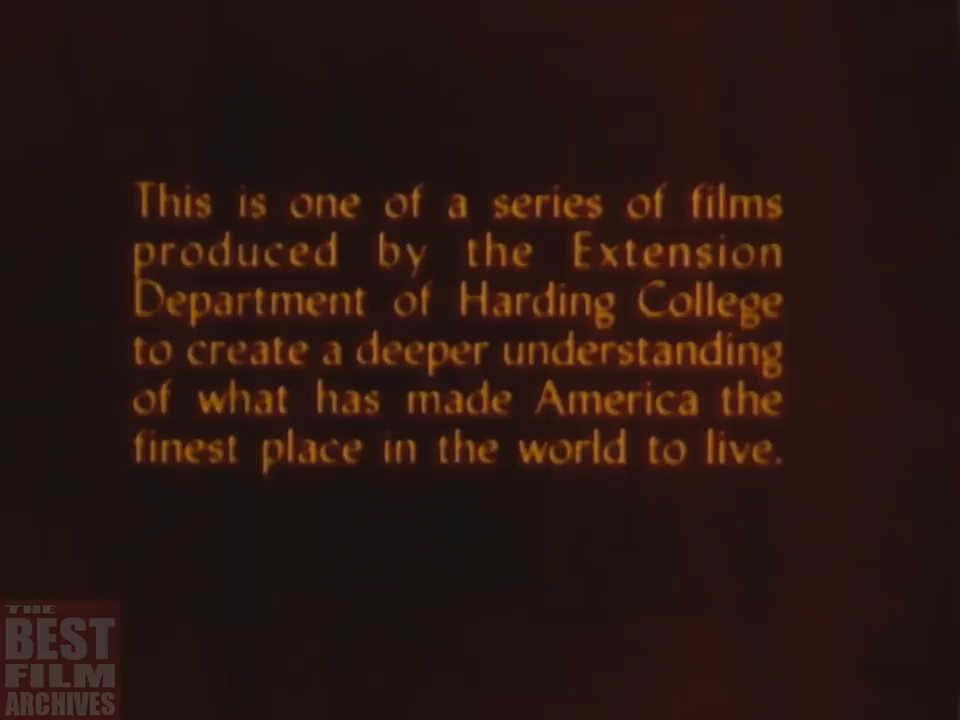 This is one of a series of films
produced by the Extension
Department of Harding College
to create a deeper understanding
of what has made America the
finest place in the world to live.
THE
BEST
FILM
ARCHIVES